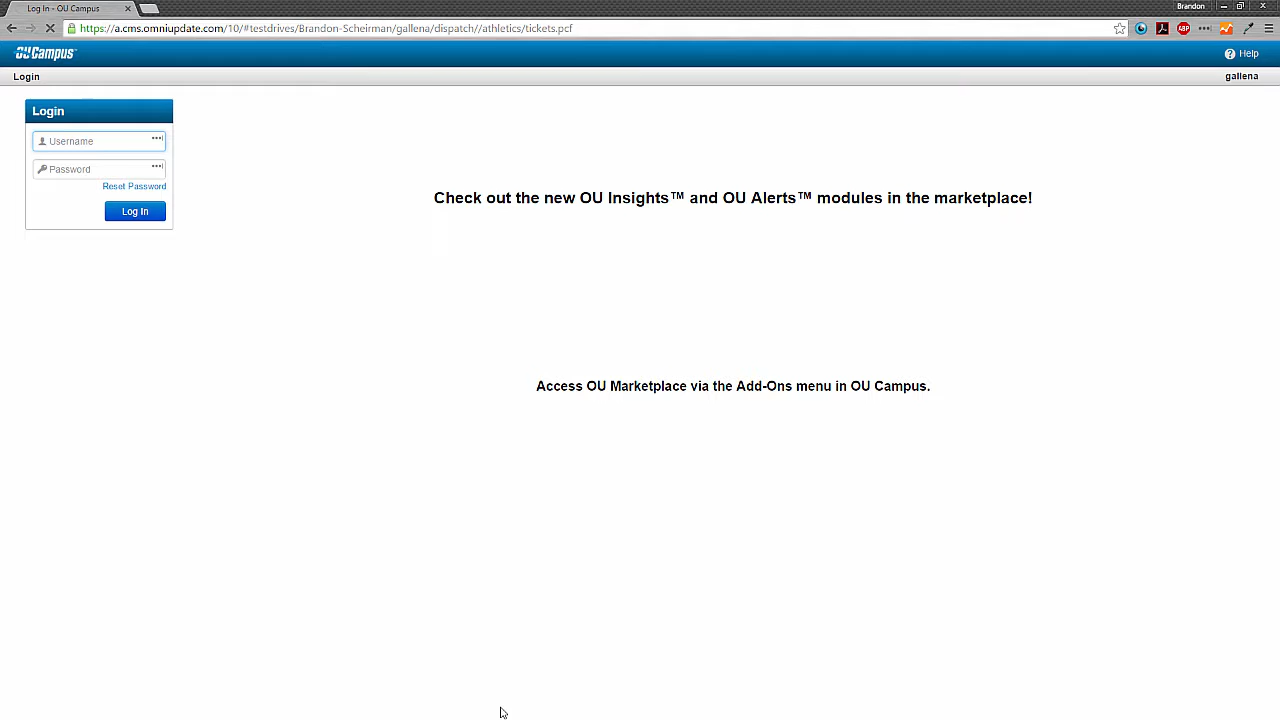 Log In - OU Campus
Brandon
https://a.cms.omniupdate.com/10/#testdrives/Brandon-Scheirman/gallena/dispatch//athletics/tickets.pcf
ABP
OUCampus™
Help
Login
gallena
Login
Username
Password
Reset Password
Log In
Check out the new OU Insights™ and OU Alerts™ modules in the marketplace!
Access OU Marketplace via the Add-Ons menu in OU Campus.